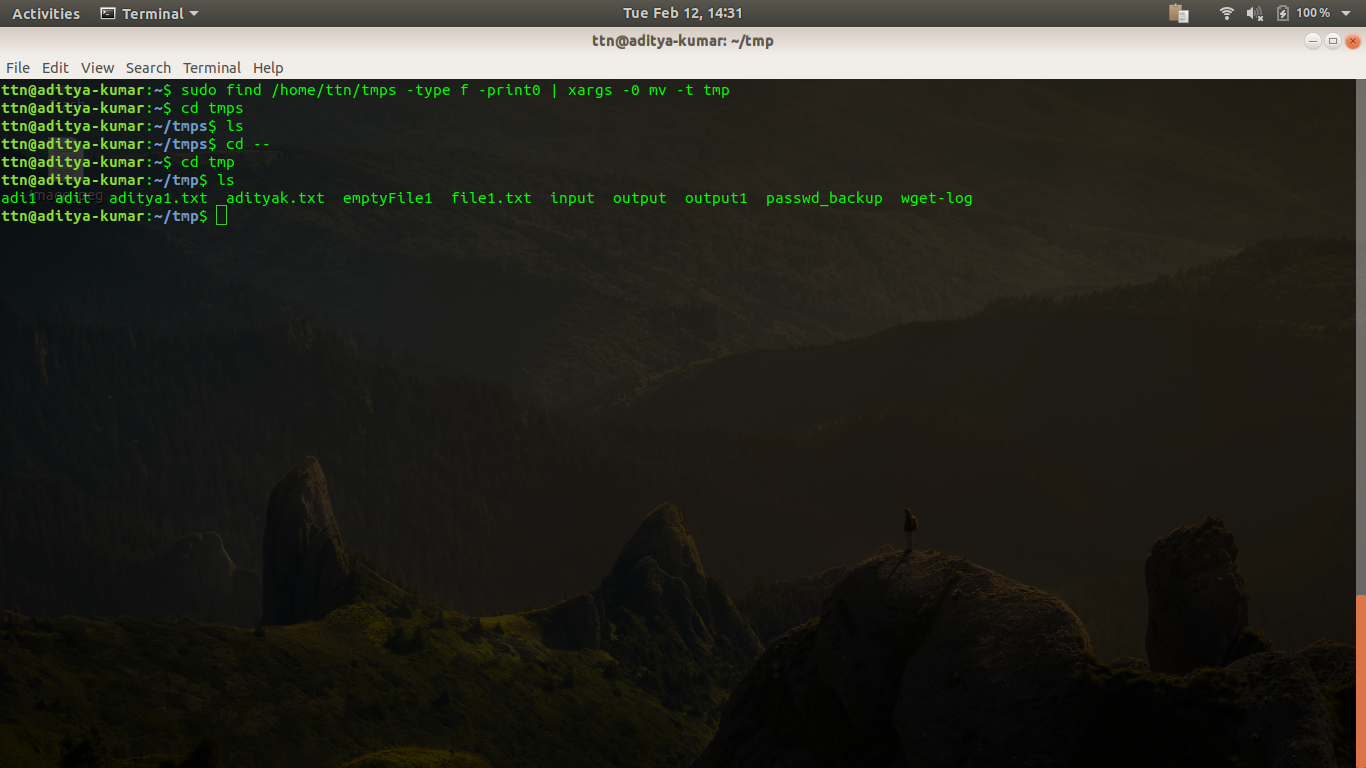 Activities Terminal Tue Feb 12, 14:31 100 %
ttn@aditya-kumar: ~/tmp
File Edit View Search Terminal Help
ttn@aditya-kumar:~$ sudo find /home/ttn/tmps -type f -print0 | xargs -0 mv -t tmp
ttn@aditya-kumar:~$ cd tmps
ttn@aditya-kumar:~/tmps$ ls
ttn@aditya-kumar:~/tmps$ cd --
ttn@aditya-kumar:~$ cd tmp
ttn@aditya-kumar:~/tmp$ ls
adi1 adit aditya1.txt adityak.txt emptyFile1 file1.txt input output output1 passwd_backup wget-log
ttn@aditya-kumar:~/tmp$